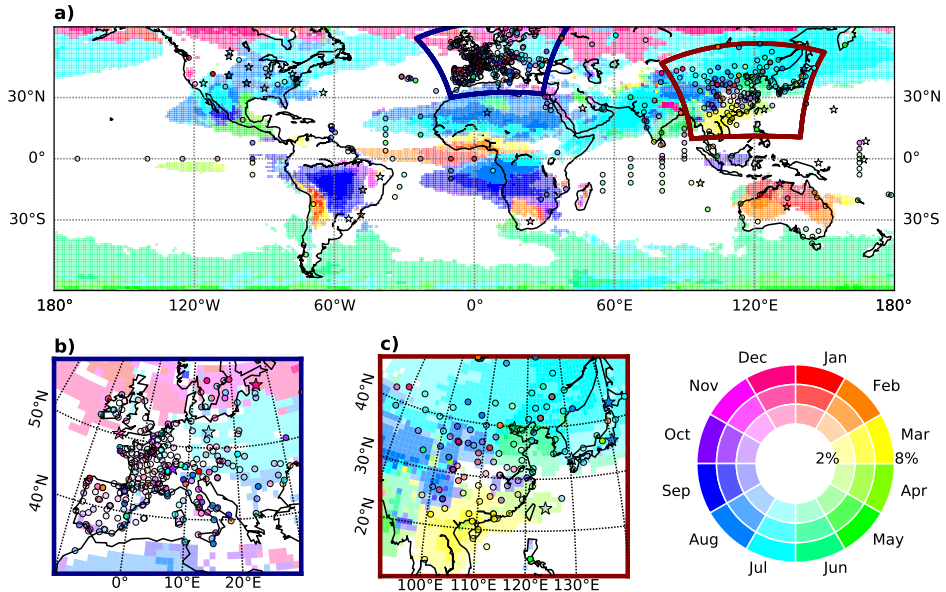 a)
30°N
0°
30°S
30°N
0°
30°S
180°
120°W
60°W
0°
60°E
120°E
180°
b)
50°N
40°N
0°
10°E
20°E
c)
40°N
30°N
20°N
100°E
110°E
120°E
130°E
Dec
Jan
Nov
Feb
Oct
Mar
2%
8%
Sep
Apr
Aug
May
Jul
Jun